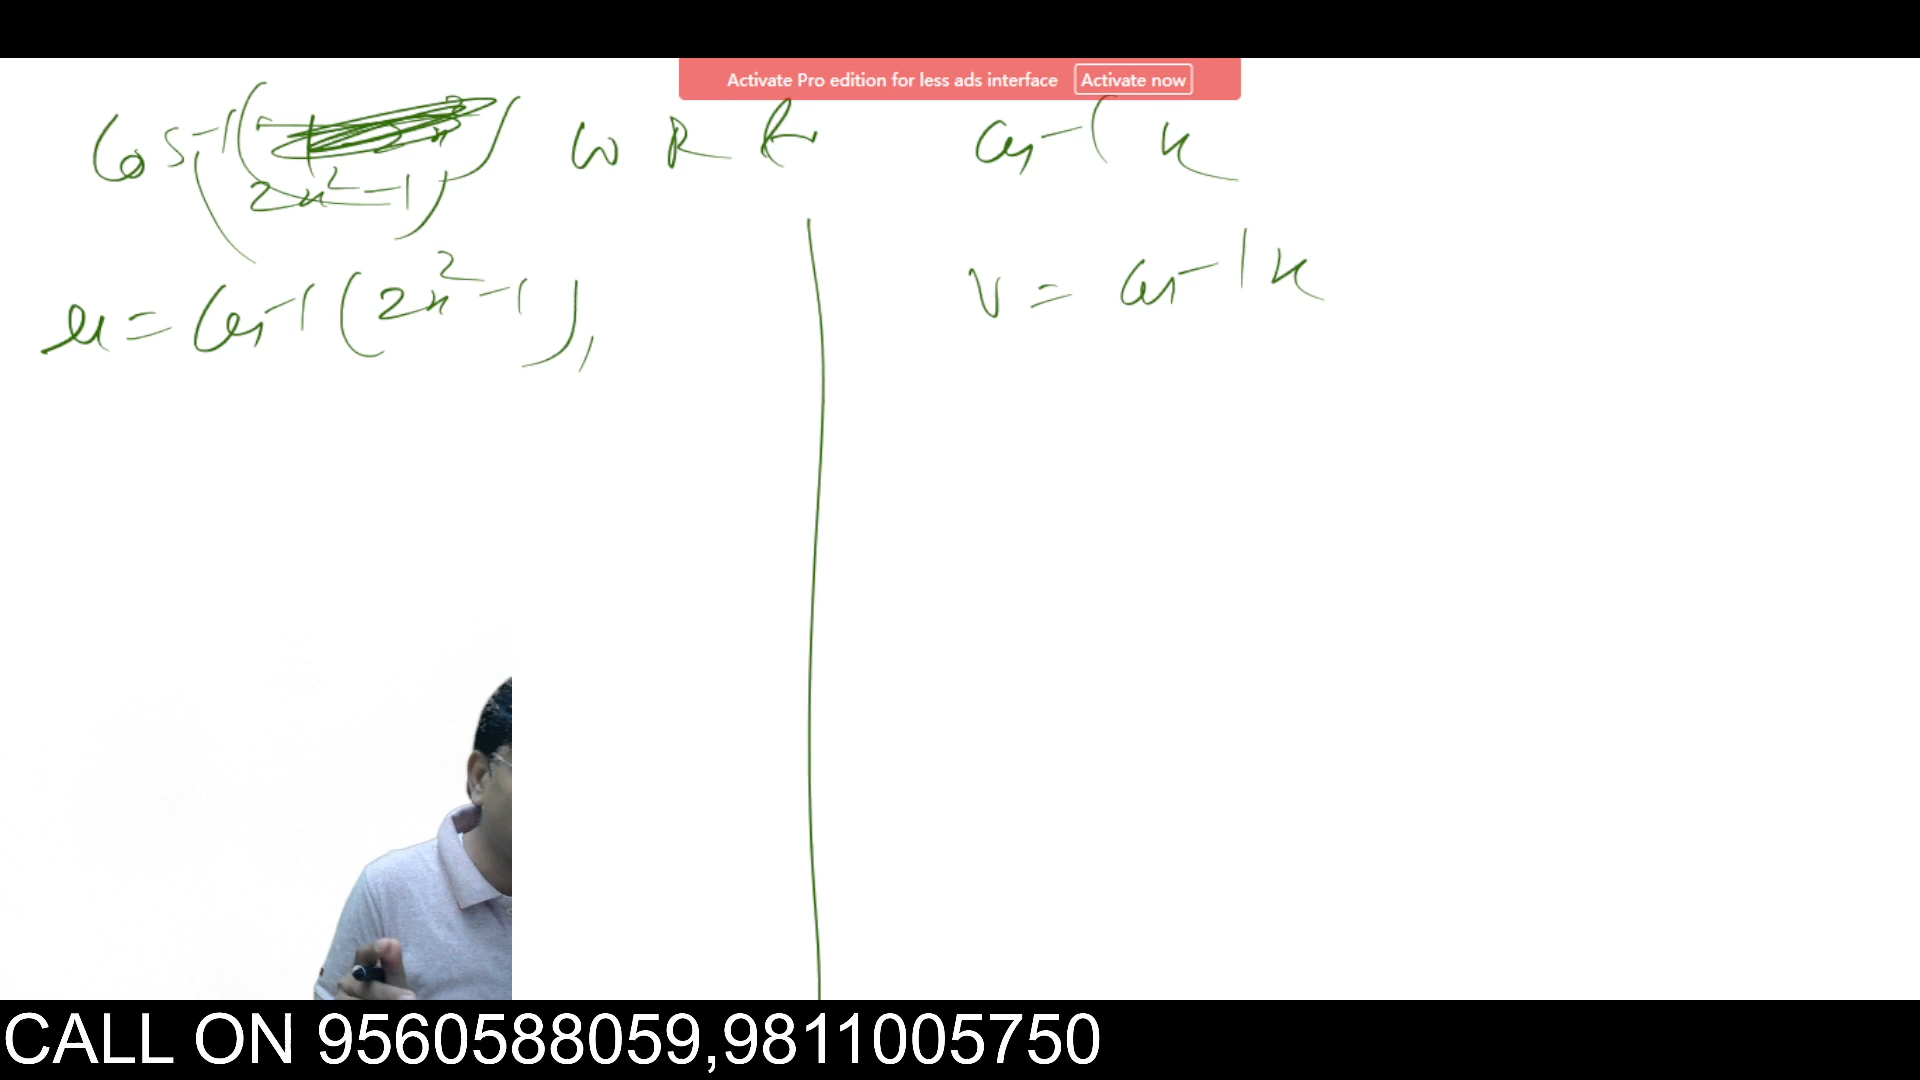 Activate Pro edition for less ads interface Activate now
Cos-1( ) W R to cos-1 x
2x²-1)
u = Cos-1 (2x²-1),
v = cos-1 x
CALL ON 9560588059,9811005750